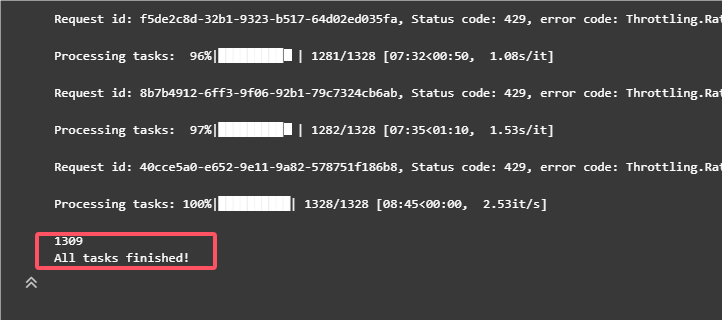 Request id: f5de2c8d-32b1-9323-b517-64d02ed035fa, Status code: 429, error code: Throttling.Rat
Processing tasks:  96%|█████████▋| 1281/1328 [07:32<00:50,  1.08s/it]
Request id: 8b7b4912-6ff3-9f06-92b1-79c7324cb6ab, Status code: 429, error code: Throttling.Rat
Processing tasks:  97%|█████████▋| 1282/1328 [07:35<01:10,  1.53s/it]
Request id: 40cce5a0-e652-9e11-9a82-578751f186b8, Status code: 429, error code: Throttling.Rat
Processing tasks: 100%|██████████| 1328/1328 [08:45<00:00,  2.53it/s]
1309
All tasks finished!